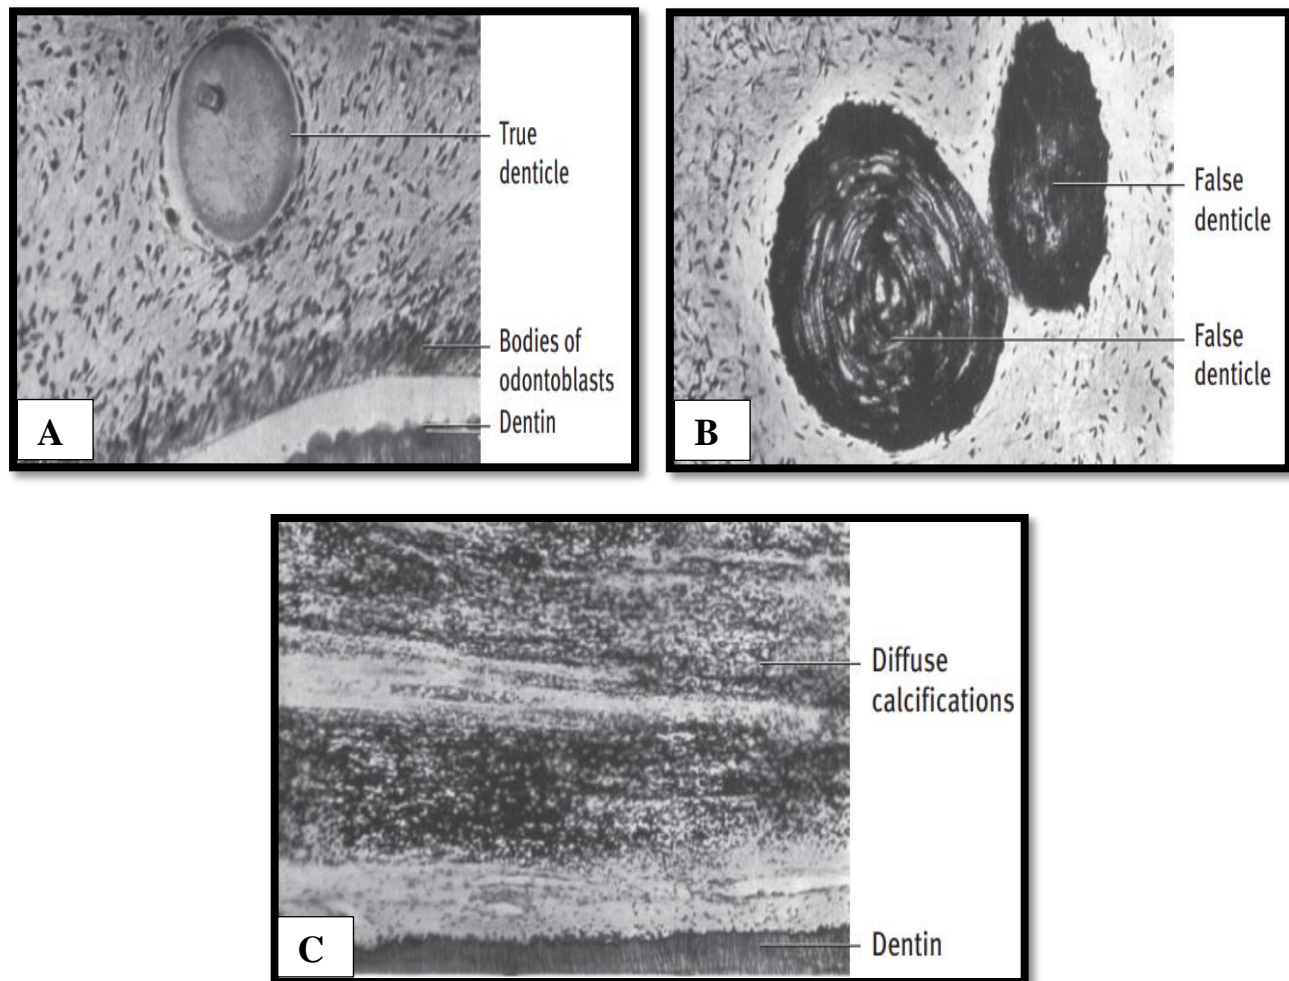 True
denticle
Bodies of
odontoblasts
Dentin
A
False
denticle
False
denticle
B
Diffuse
calcifications
Dentin
C